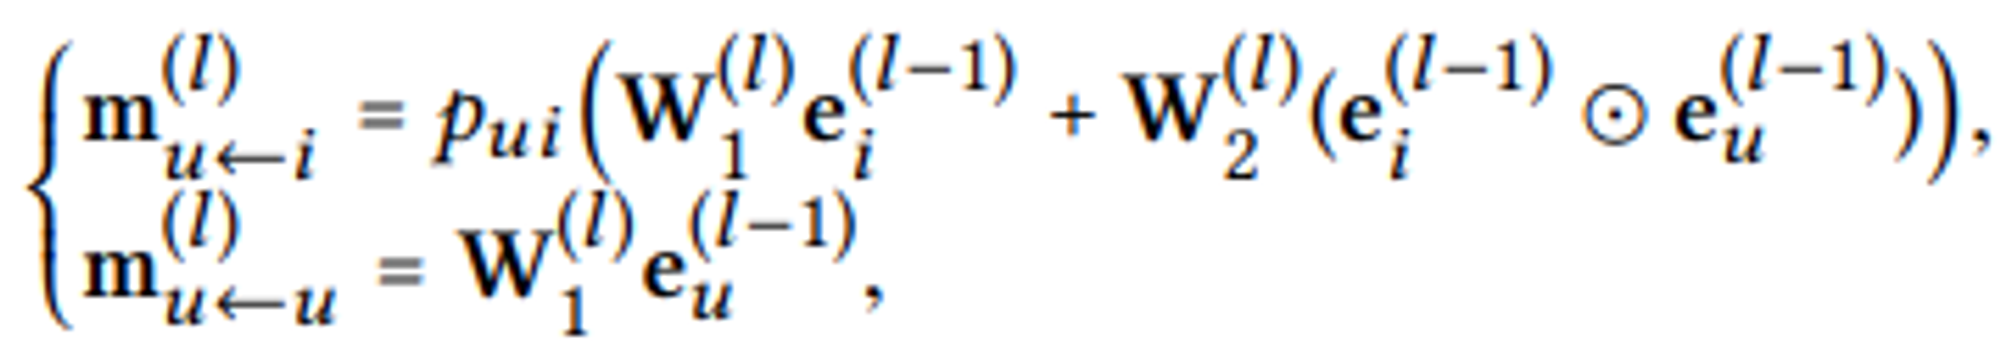 m_{u←i}^{(l)} = p_{ui}(W_1^{(l)} e_i^{(l−1)} + W_2^{(l)}(e_i^{(l−1)} ⊙ e_u^{(l−1)})),
m_{u←u}^{(l)} = W_1^{(l)} e_u^{(l−1)},